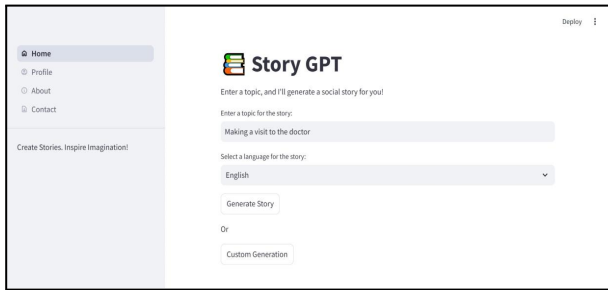 Deploy
Home
Profile
About
Contact
Create Stories. Inspire Imagination!
Story GPT
Enter a topic, and I'll generate a social story for you!
Enter a topic for the story:
Making a visit to the doctor
Select a language for the story:
English
Generate Story
Or
Custom Generation